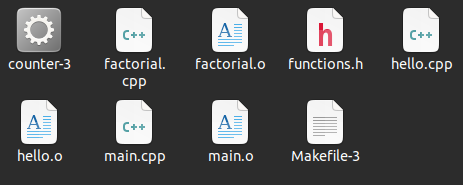 counter-3
factorial.
cpp
factorial.o
functions.h
hello.cpp
hello.o
main.cpp
main.o
Makefile-3